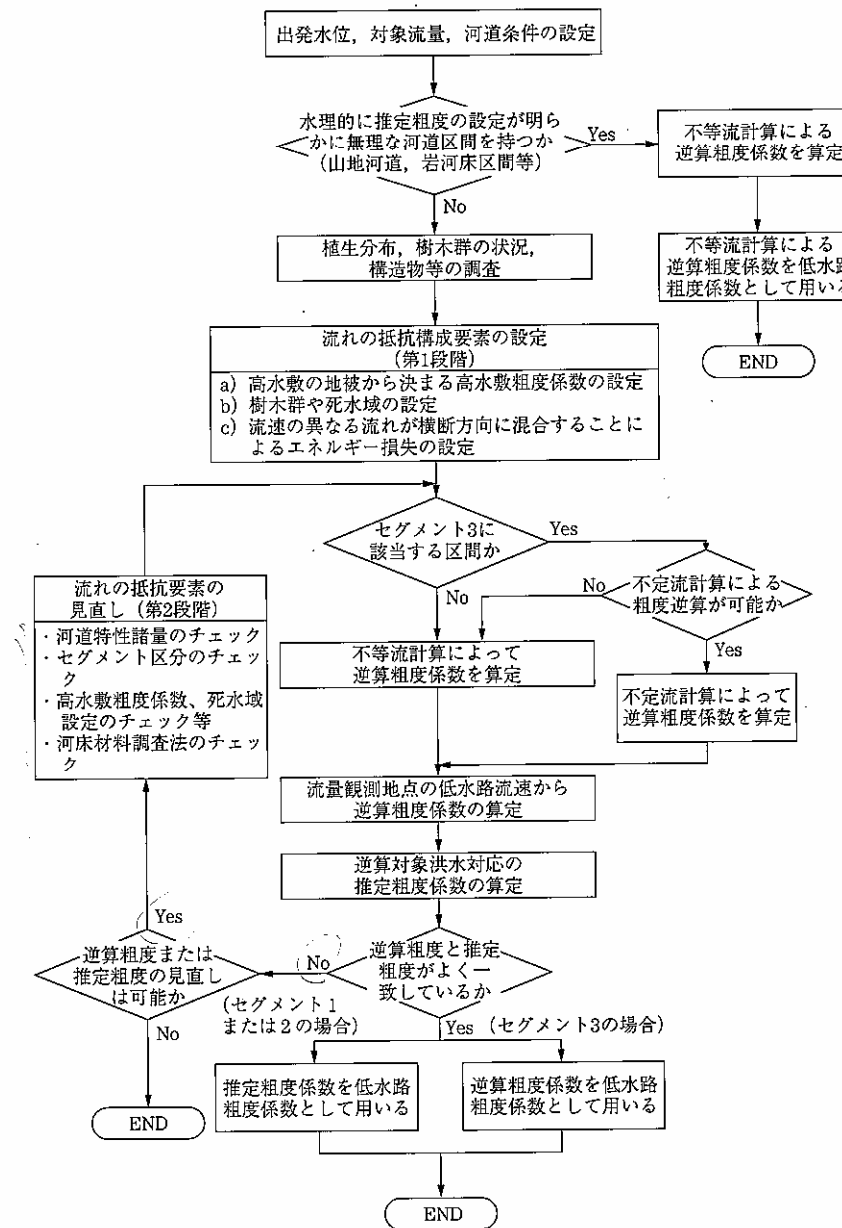 出発水位，対象流量，河道条件の設定
水理的に推定粗度の設定が明ら
かに無理な河道区間を持つか
(山地河道，岩河床区間等)
Yes
不等流計算による
逆算粗度係数を算定
No
植生分布，樹木群の状況，
構造物等の調査
不等流計算による
逆算粗度係数を低水路
粗度係数として用いる
END
流れの抵抗構成要素の設定
(第1段階)
a) 高水敷の地被から決まる高水敷粗度係数の設定
b) 樹木群や死水域の設定
c) 流速の異なる流れが横断方向に混合することに
よるエネルギー損失の設定
セグメント3に
該当する区間か
Yes
No
不定流計算による
粗度逆算が可能か
No
Yes
流れの抵抗要素の
見直し (第2段階)
・河道特性諸量のチェック
・セグメント区分のチェッ
ク
・高水敷粗度係数、死水域
設定のチェック等
・河床材料調査法のチェッ
ク
不等流計算によって
逆算粗度係数を算定
不定流計算によって
逆算粗度係数を算定
流量観測地点の低水路流速から
逆算粗度係数の算定
逆算対象洪水対応の
推定粗度係数の算定
Yes
逆算粗度または
推定粗度の見直し
は可能か
No
No
逆算粗度と推定
粗度がよく一
致しているか
(セグメント1
または2の場合)
Yes
(セグメント3の場合)
推定粗度係数を低水路
粗度係数として用いる
逆算粗度係数を低水路
粗度係数として用いる
END
END